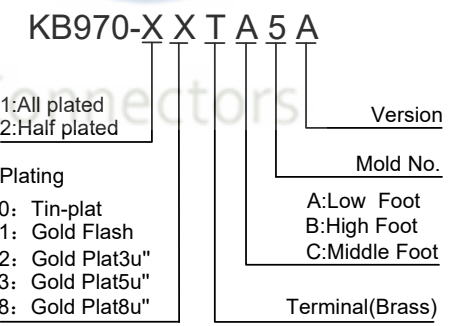 KB970-X X T A 5 A
nnectors
1:All plated
2:Half plated
Version
Mold No.
Plating
0: Tin-plat
1: Gold Flash
2: Gold Plat3u"
3: Gold Plat5u"
8: Gold Plat8u"
A:Low Foot
B:High Foot
C:Middle Foot
Terminal(Brass)